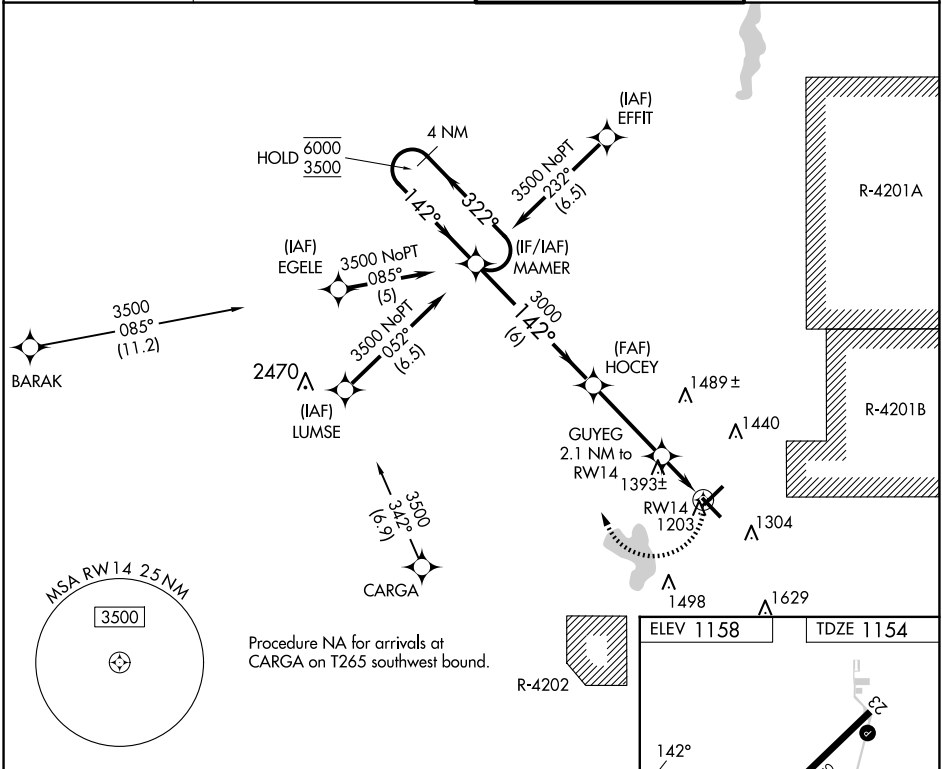 (IAF)
EFFIT
4 NM
HOLD 6000
3500
3500 NoPT
232°
(6.5)
R-4201A
142°
322°
(IF/IAF)
MAMER
(IAF)
EGELE
3500 NoPT
085°
(5)
3500
085°
(11.2)
BARAK
3500 NoPT
052°
(6.5)
3000
142°
(6)
(FAF)
HOCEY
2470
(IAF)
LUMSE
1489 ±
1440
R-4201B
GUYEG
2.1 NM to
RW14
1393±
RW14
1203
1304
3500
342°
(6.9)
CARGA
1498
1629
MSA RW14 25 NM
3500
Procedure NA for arrivals at
CARGA on T265 southwest bound.
R-4202
ELEV 1158
TDZE 1154
23
P
142°